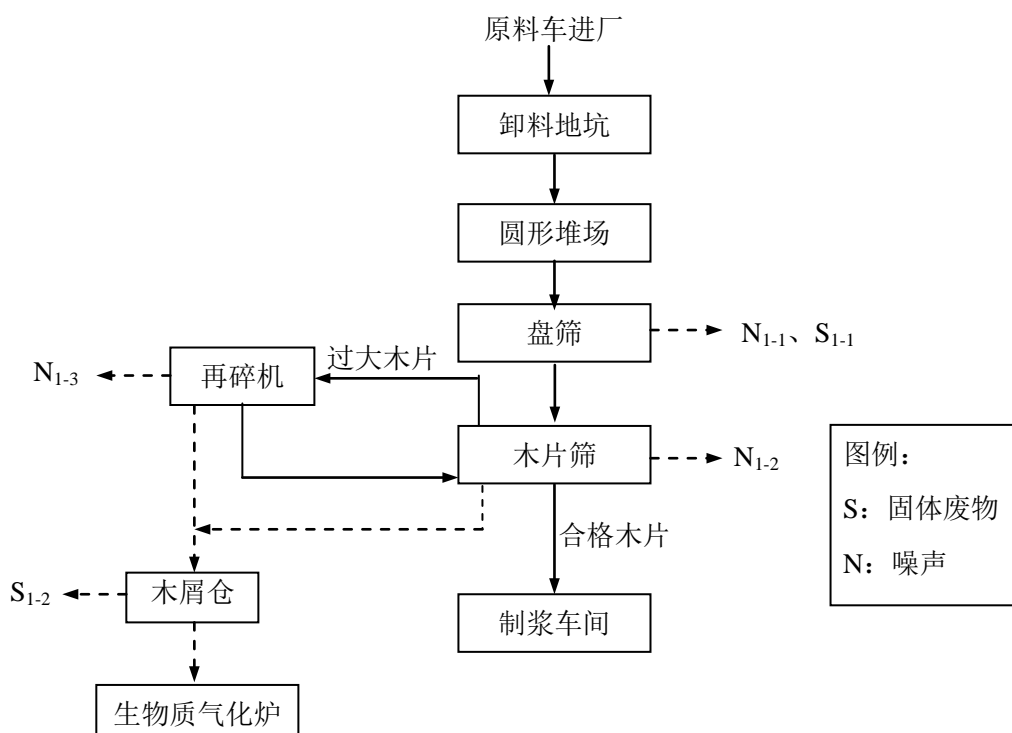 原料车进厂
卸料地坑
圆形堆场
盘筛
N1-1、S1-1
过大木片
再碎机
N1-3
木片筛
N1-2
合格木片
木屑仓
S1-2
制浆车间
生物质气化炉
图例：
S：固体废物
N：噪声